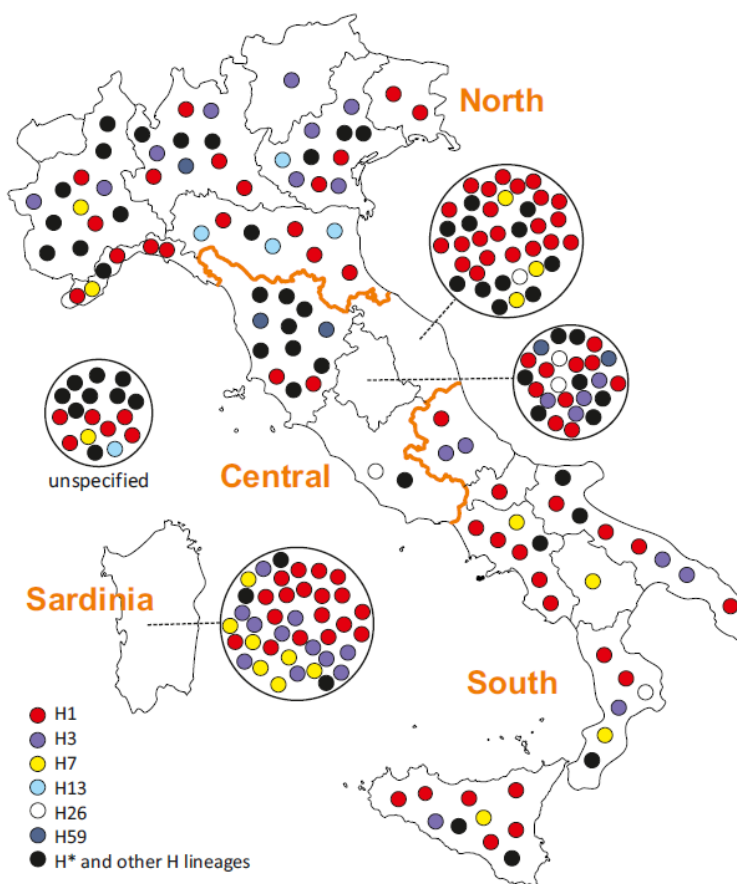 North
unspecified
Central
Sardinia
South
H1
H3
H7
H13
H26
H59
H* and other H lineages